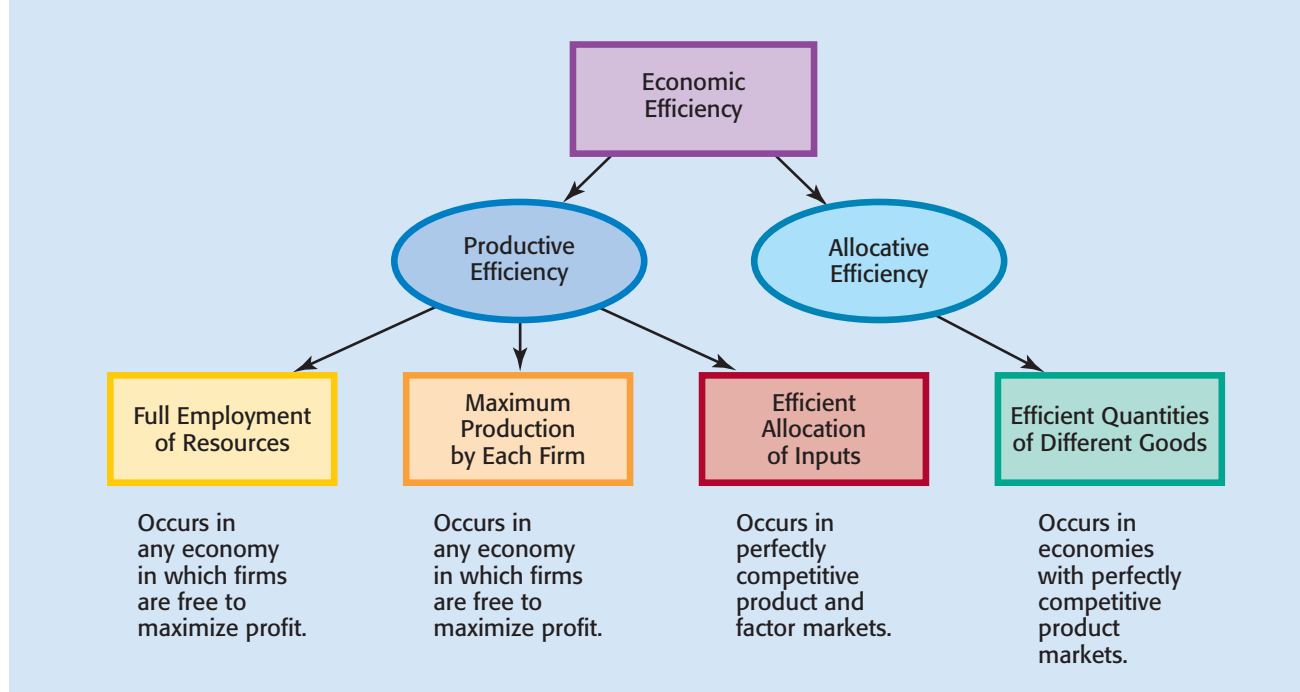 Economic
Efficiency
Productive
Efficiency
Allocative
Efficiency
Full Employment
of Resources
Maximum
Production
by Each Firm
Efficient
Allocation
of Inputs
Efficient Quantities
of Different Goods
Occurs in
any economy
in which firms
are free to
maximize profit.
Occurs in
any economy
in which firms
are free to
maximize profit.
Occurs in
perfectly
competitive
product and
factor markets.
Occurs in
economies
with perfectly
competitive
product
markets.